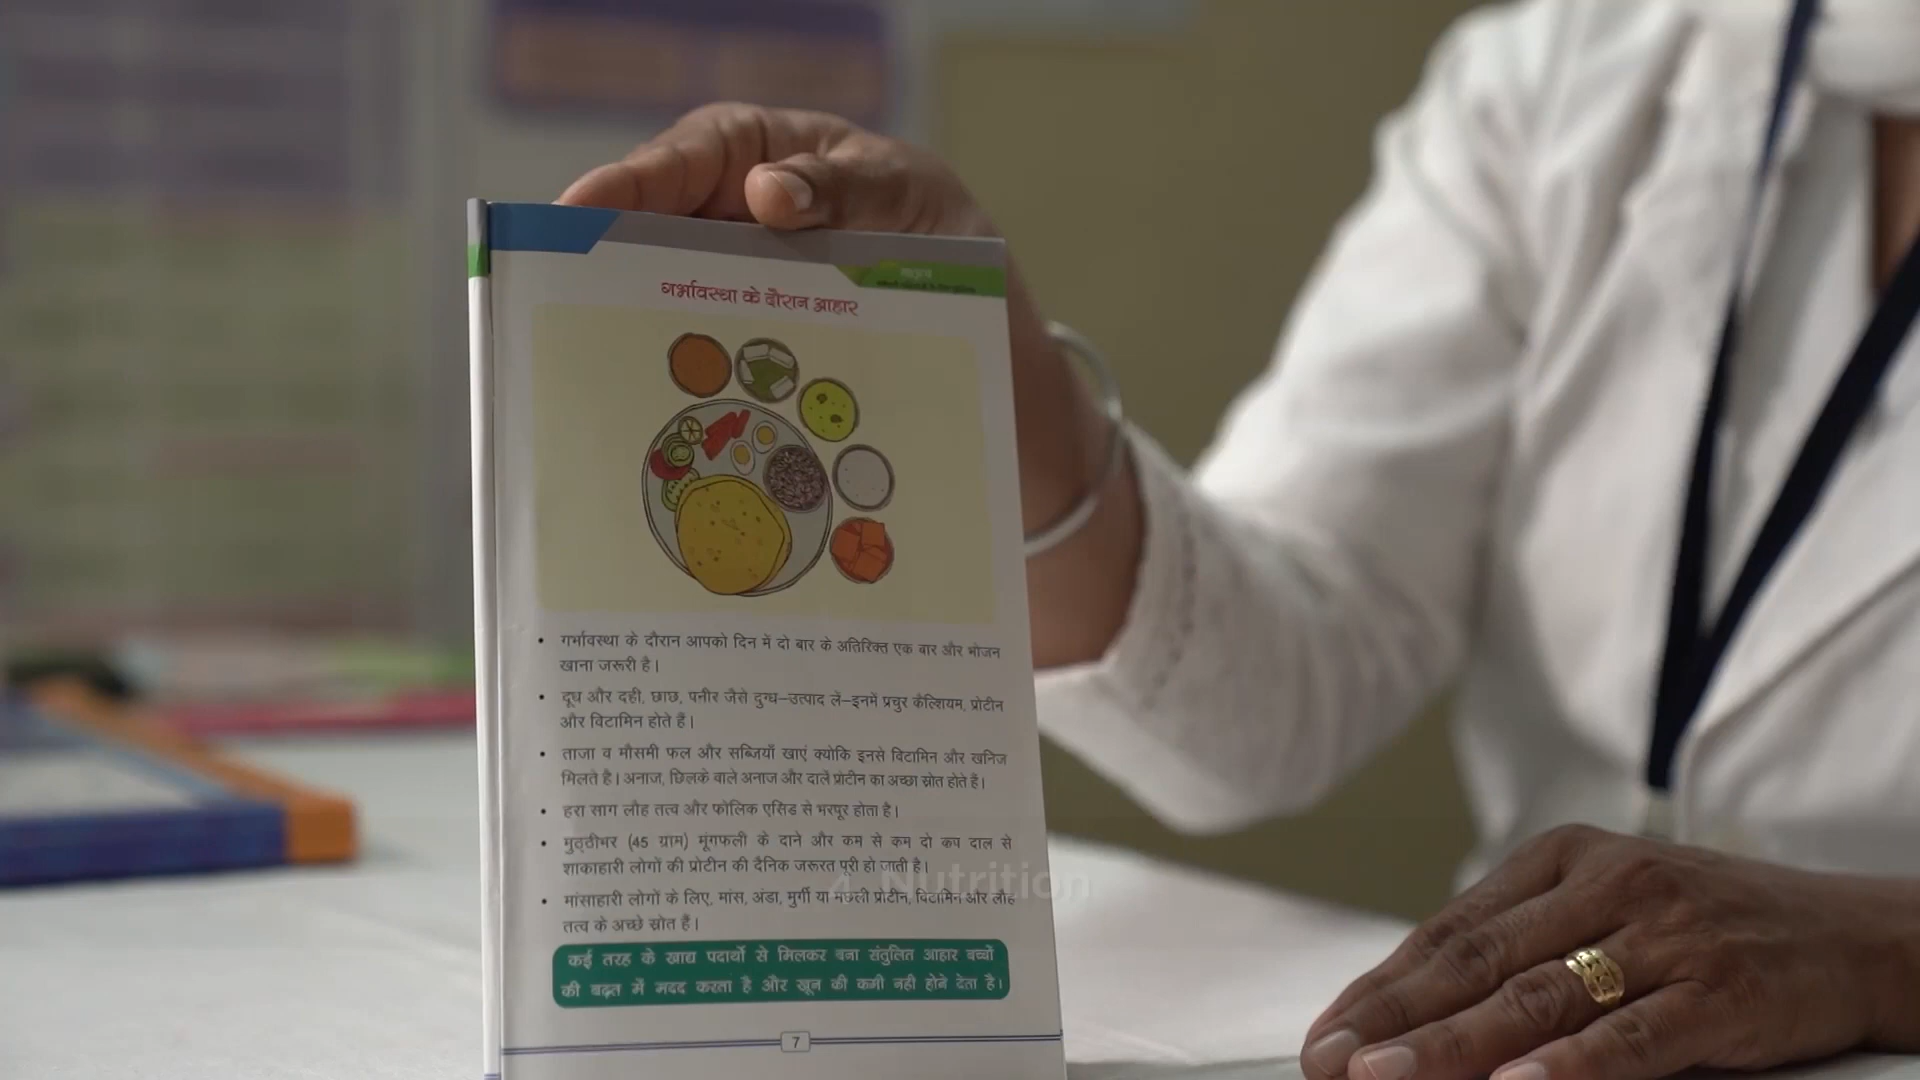 गर्भावस्था के दौरान आहार
गर्भावस्था के दौरान आपको दिन में दो बार के अतिरिक्त एक बार और भोजन
खाना जरूरी है।
दूध और दही, छाछ, पनीर जैसे दुग्ध–उत्पाद लें–इनमें प्रचुर कैल्शियम, प्रोटीन
और विटामिन होते हैं।
ताजा व मौसमी फल और सब्जियाँ खाएं क्योकि इनसे विटामिन और खनिज
मिलते है। अनाज, छिलके वाले अनाज और दालें प्रोटीन का अच्छा स्रोत होते हैं।
हरा साग लौह तत्व और फॉलिक एसिड से भरपूर होता है।
मुठ्ठीभर (45 ग्राम) मूंगफली के दाने और कम से कम दो कप दाल से
शाकाहारी लोगों की प्रोटीन की दैनिक जरूरत पूरी हो जाती है।
4. Nutrition
मांसाहारी लोगों के लिए, मांस, अंडा, मुर्गी या मछली प्रोटीन, विटामिन और लौह
तत्व के अच्छे स्रोत हैं।
कई तरह के खाद्य पदार्थो से मिलकर बना संतुलित आहार बच्चों
की बढ़त में मदद करता है और खून की कमी नही होने देता है।
7